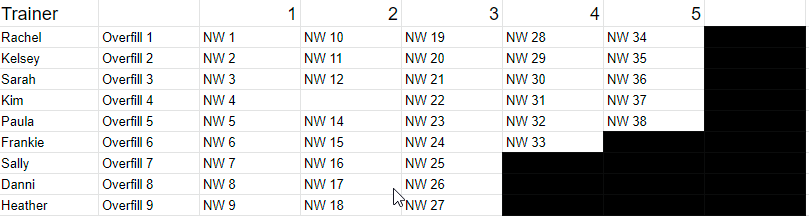 Trainer 1 2 3 4 5
Rachel Overfill 1 NW 1 NW 10 NW 19 NW 28 NW 34
Kelsey Overfill 2 NW 2 NW 11 NW 20 NW 29 NW 35
Sarah Overfill 3 NW 3 NW 12 NW 21 NW 30 NW 36
Kim Overfill 4 NW 4 NW 22 NW 31 NW 37
Paula Overfill 5 NW 5 NW 14 NW 23 NW 32 NW 38
Frankie Overfill 6 NW 6 NW 15 NW 24 NW 33
Sally Overfill 7 NW 7 NW 16 NW 25
Danni Overfill 8 NW 8 NW 17 NW 26
Heather Overfill 9 NW 9 NW 18 NW 27